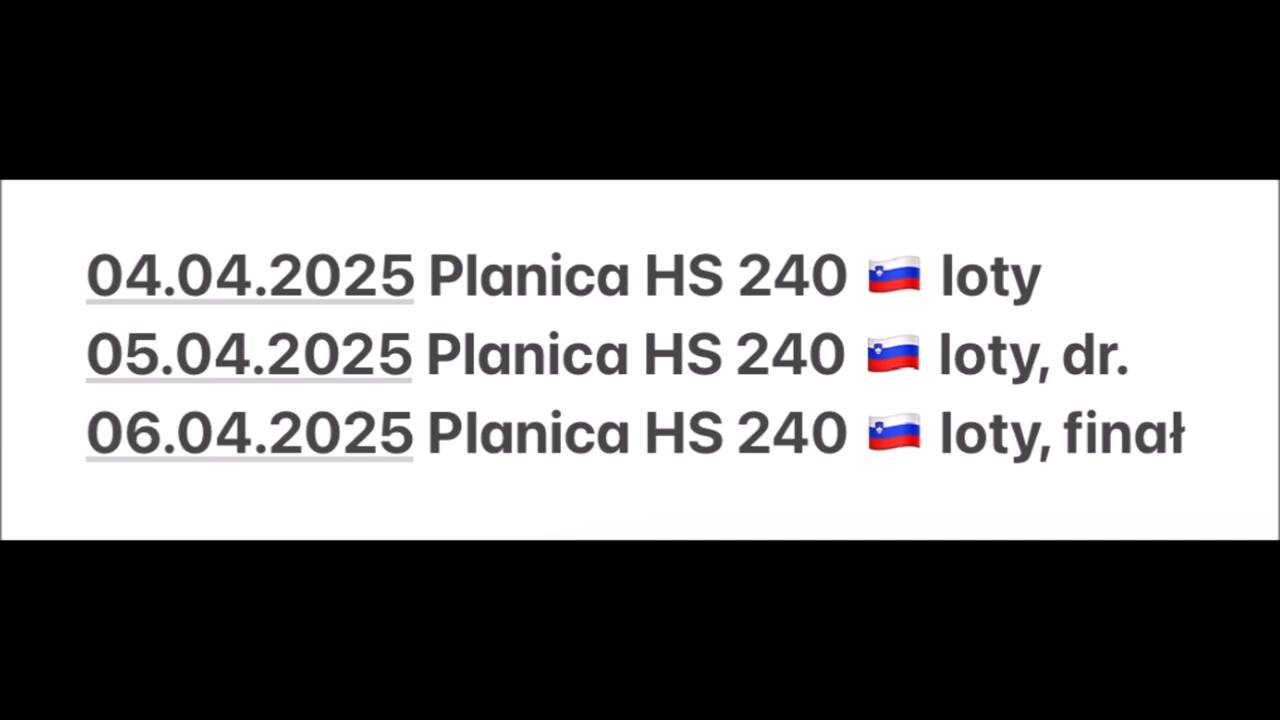 04.04.2025 Planica HS 240 🇸🇮 loty
05.04.2025 Planica HS 240 🇸🇮 loty, dr.
06.04.2025 Planica HS 240 🇸🇮 loty, finał